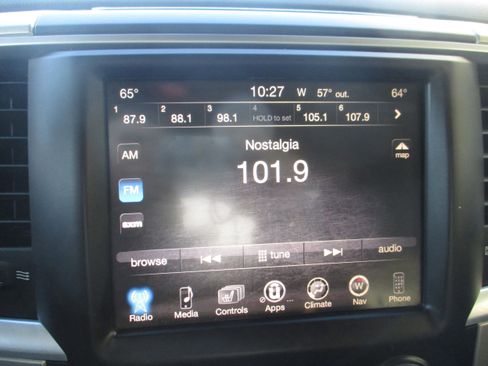 65° 10:27 W 57° out. 64°
1 2 3 4 5 6
87.9 88.1 98.1 HOLD to set 105.1 107.9
Nostalgia
101.9
AM
FM
sxm
map
browse tune audio
Radio Media Controls Apps Climate Nav Phone